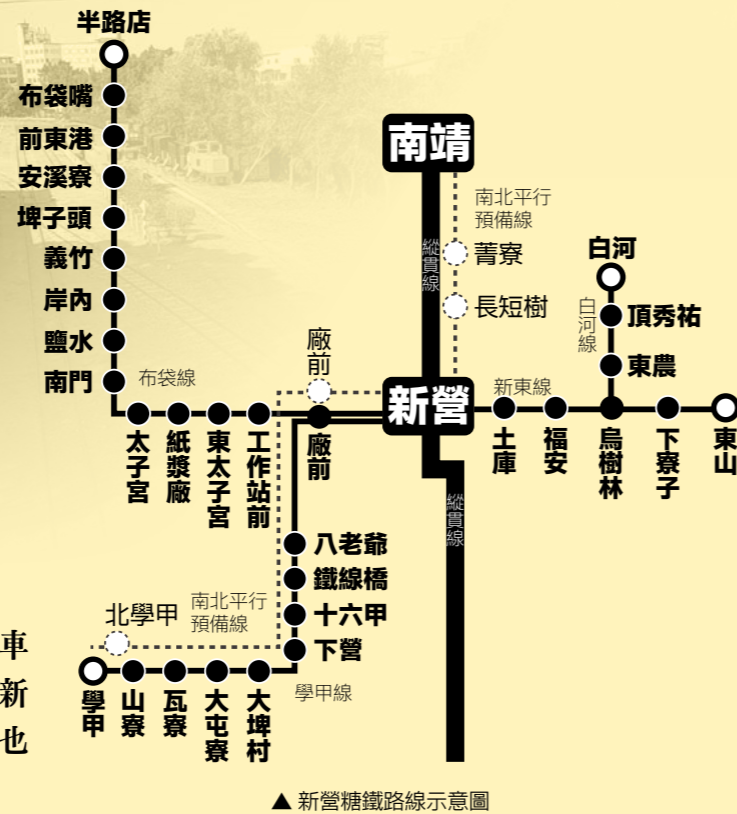 半路店
布袋嘴
前東港
安溪寮
埤子頭
義竹
岸內
鹽水
南門
布袋線
太子宮
紙漿廠
東太子宮
工作站前
廠前
廠前
南靖
縱貫線
南北平行
預備線
菁寮
長短樹
新營
新東線
土庫
福安
烏樹林
下寮子
東山
白河
白河線
頂秀祐
東農
縱貫線
八老爺
鐵線橋
十六甲
下營
學甲線
南北平行
預備線
北學甲
學甲
山寮
瓦寮
大屯寮
大埤村
車
新
也
▲ 新營糖鐵路線示意圖